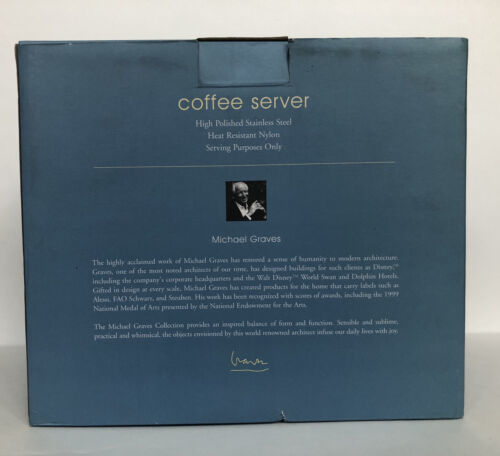 coffee server
High Polished Stainless Steel
Heat Resistant Nylon
Serving Purposes Only
Michael Graves
The highly acclaimed work of Michael Graves has restored a sense of humanity to modern architecture.
Graves, one of the most noted architects of our time, has designed buildings for such clients as Disney,™
including the company's corporate headquarters and the Walt Disney™ World Swan and Dolphin Hotels.
Gifted in design at every scale, Michael Graves has created products for the home that carry labels such as
Alessi, FAO Schwarz, and Steuben. His work has been recognized with scores of awards, including the 1999
National Medal of Arts presented by the National Endowment for the Arts.
The Michael Graves Collection provides an inspired balance of form and function. Sensible and sublime,
practical and whimsical, the objects envisioned by this world renowned architect infuse our daily lives with joy.
Graves